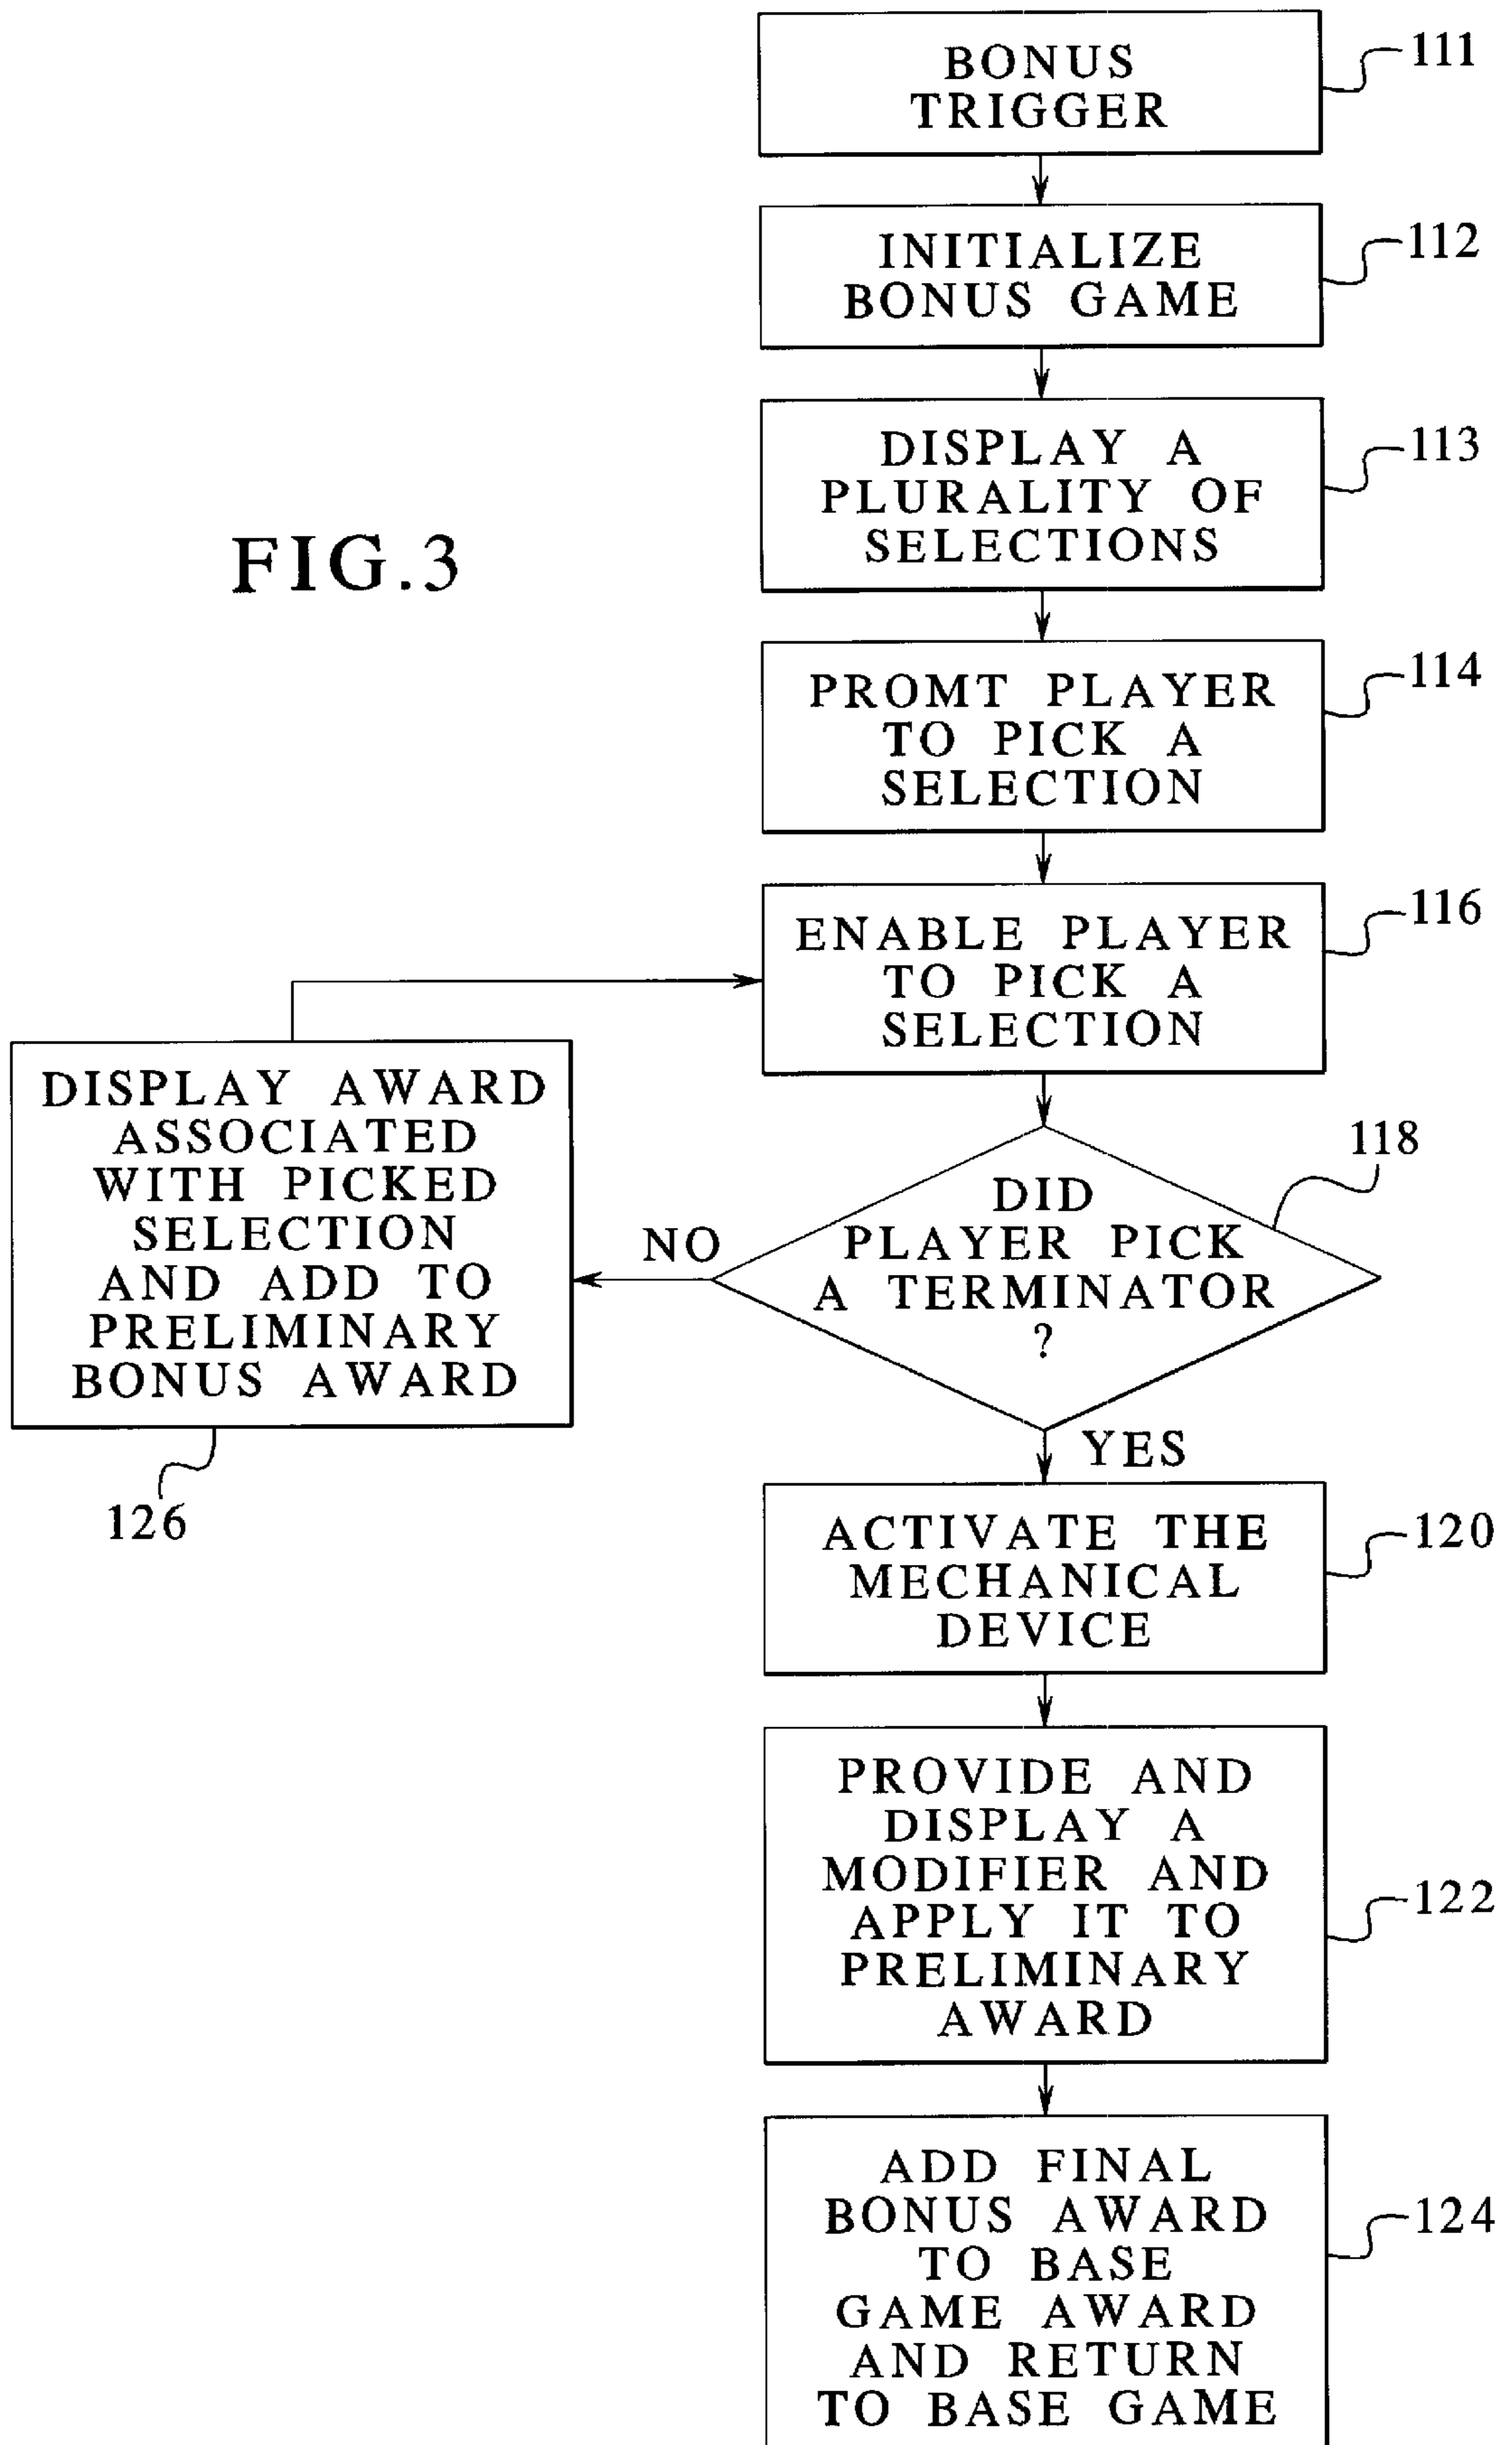 BONUS
TRIGGER
111
INITIALIZE
BONUS GAME
112
DISPLAY A
PLURALITY OF
SELECTIONS
113
FIG.3
PROMT PLAYER
TO PICK A
SELECTION
114
ENABLE PLAYER
TO PICK A
SELECTION
116
DISPLAY AWARD
ASSOCIATED
WITH PICKED
SELECTION
AND ADD TO
PRELIMINARY
BONUS AWARD
126
NO
DID
PLAYER PICK
A TERMINATOR
?
118
YES
ACTIVATE THE
MECHANICAL
DEVICE
120
PROVIDE AND
DISPLAY A
MODIFIER AND
APPLY IT TO
PRELIMINARY
AWARD
122
ADD FINAL
BONUS AWARD
TO BASE
GAME AWARD
AND RETURN
TO BASE GAME
124